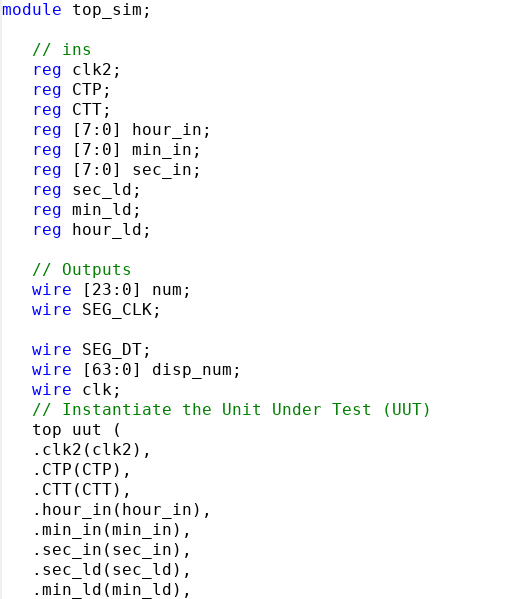 module top_sim;
// ins
reg clk2;
reg CTP;
reg CTT;
reg [7:0] hour_in;
reg [7:0] min_in;
reg [7:0] sec_in;
reg sec_ld;
reg min_ld;
reg hour_ld;
// Outputs
wire [23:0] num;
wire SEG_CLK;
wire SEG_DT;
wire [63:0] disp_num;
wire clk;
// Instantiate the Unit Under Test (UUT)
top uut (
.clk2(clk2),
.CTP(CTP),
.CTT(CTT),
.hour_in(hour_in),
.min_in(min_in),
.sec_in(sec_in),
.sec_ld(sec_ld),
.min_ld(min_ld),